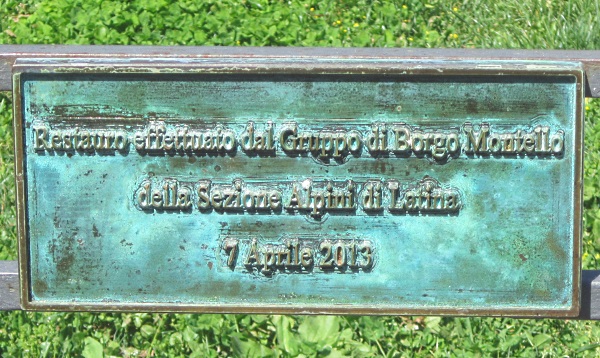 Restauro effettuato dal Gruppo di Borgo Montello
della Sezione Alpini di Latina
7 Aprile 2013